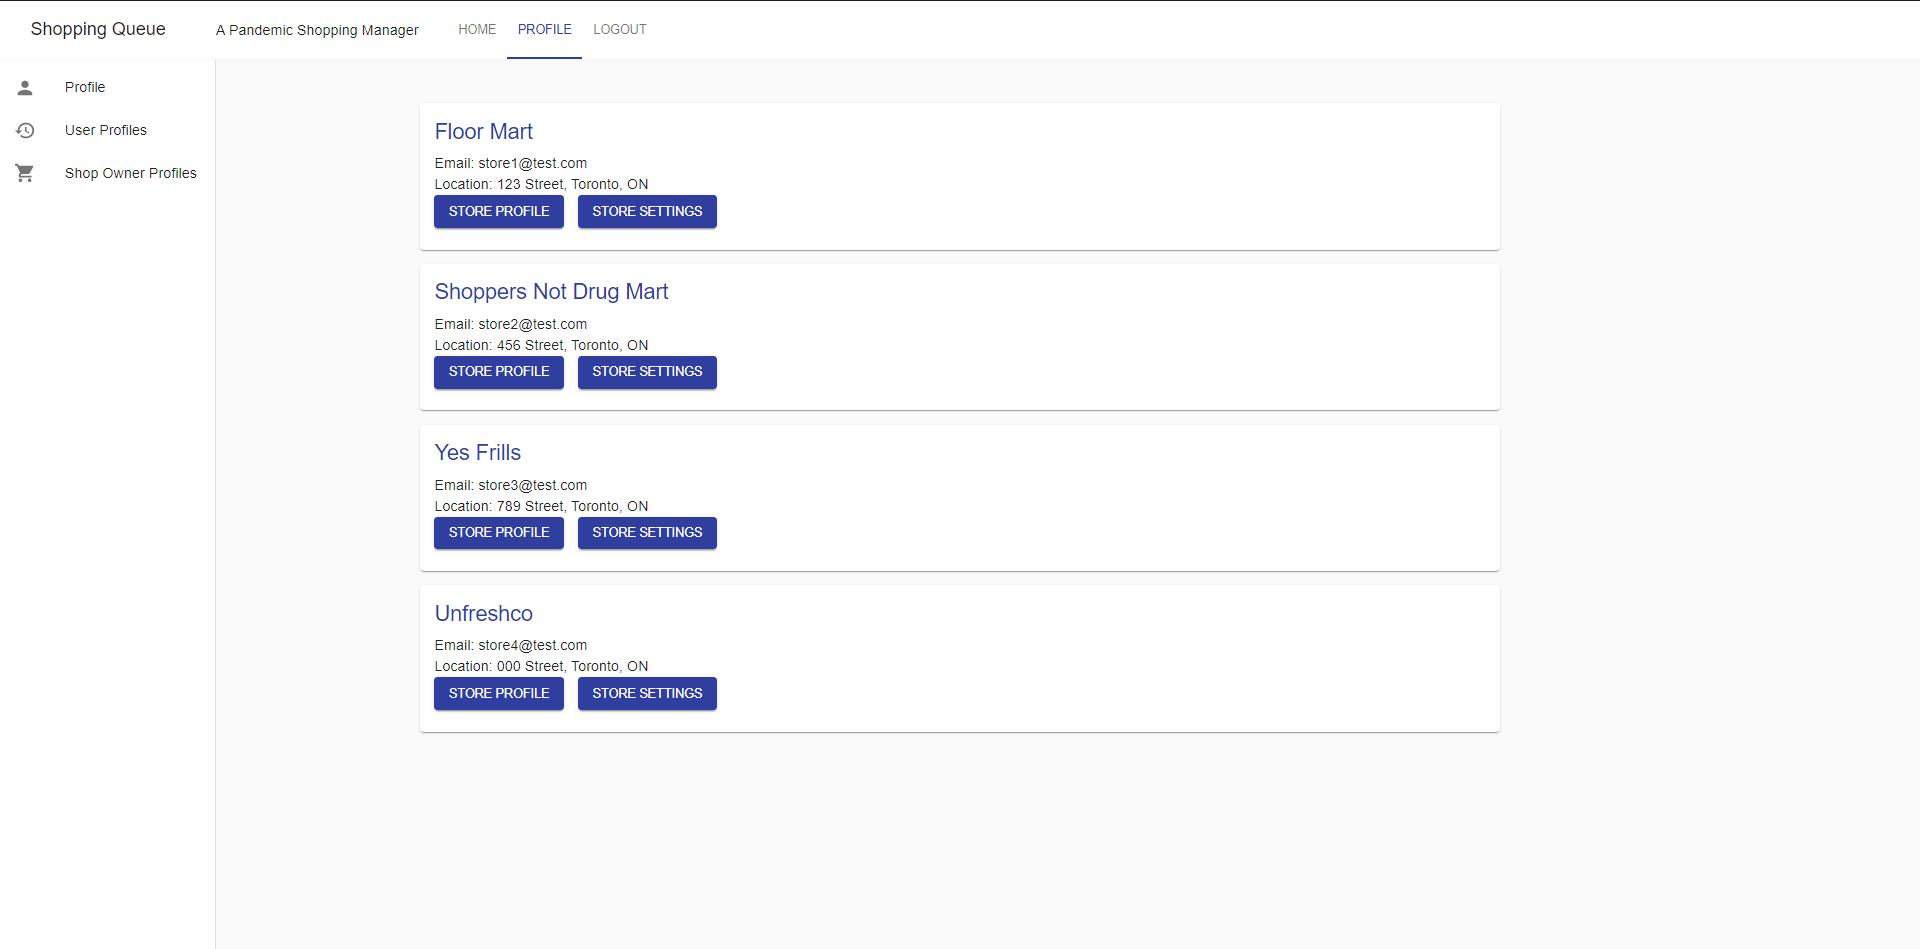 Shopping Queue A Pandemic Shopping Manager HOME PROFILE LOGOUT
Profile
User Profiles
Shop Owner Profiles
Floor Mart
Email: store1@test.com
Location: 123 Street, Toronto, ON
STORE PROFILE STORE SETTINGS
Shoppers Not Drug Mart
Email: store2@test.com
Location: 456 Street, Toronto, ON
STORE PROFILE STORE SETTINGS
Yes Frills
Email: store3@test.com
Location: 789 Street, Toronto, ON
STORE PROFILE STORE SETTINGS
Unfreshco
Email: store4@test.com
Location: 000 Street, Toronto, ON
STORE PROFILE STORE SETTINGS